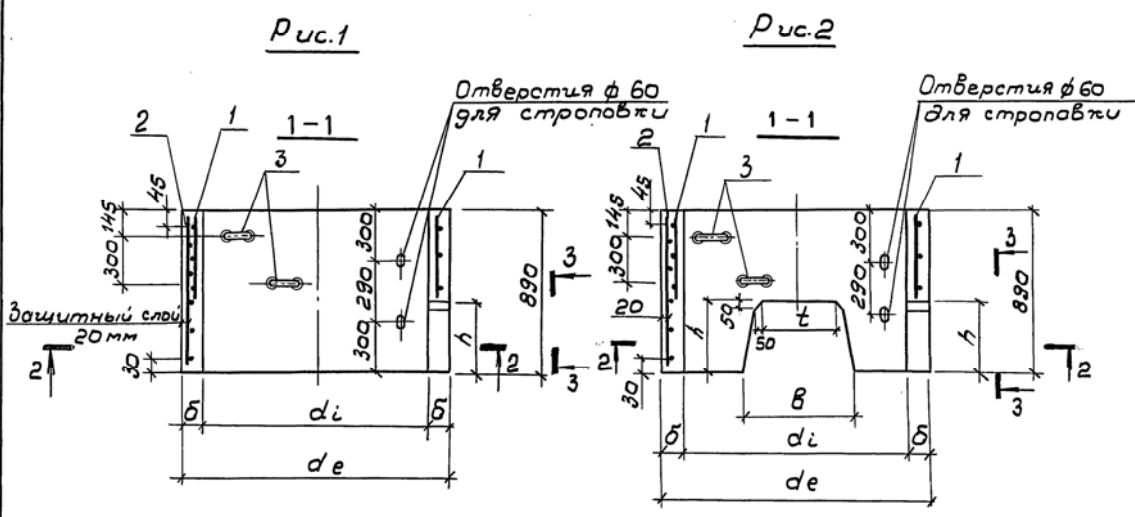 Рис.1
Отверстия ф 60
для строповки
1-1
2
1
3
1
45
145
300
300
290
300
890
3
3
h
Защитный слой
20мм
30
2
2
б
di
б
de
Рис.2
Отверстия ф 60
для строповки
1-1
2
1
3
1
45
145
300
300
290
890
3
3
20
50
h
50
t
h
30
2
2
в
б
di
б
de